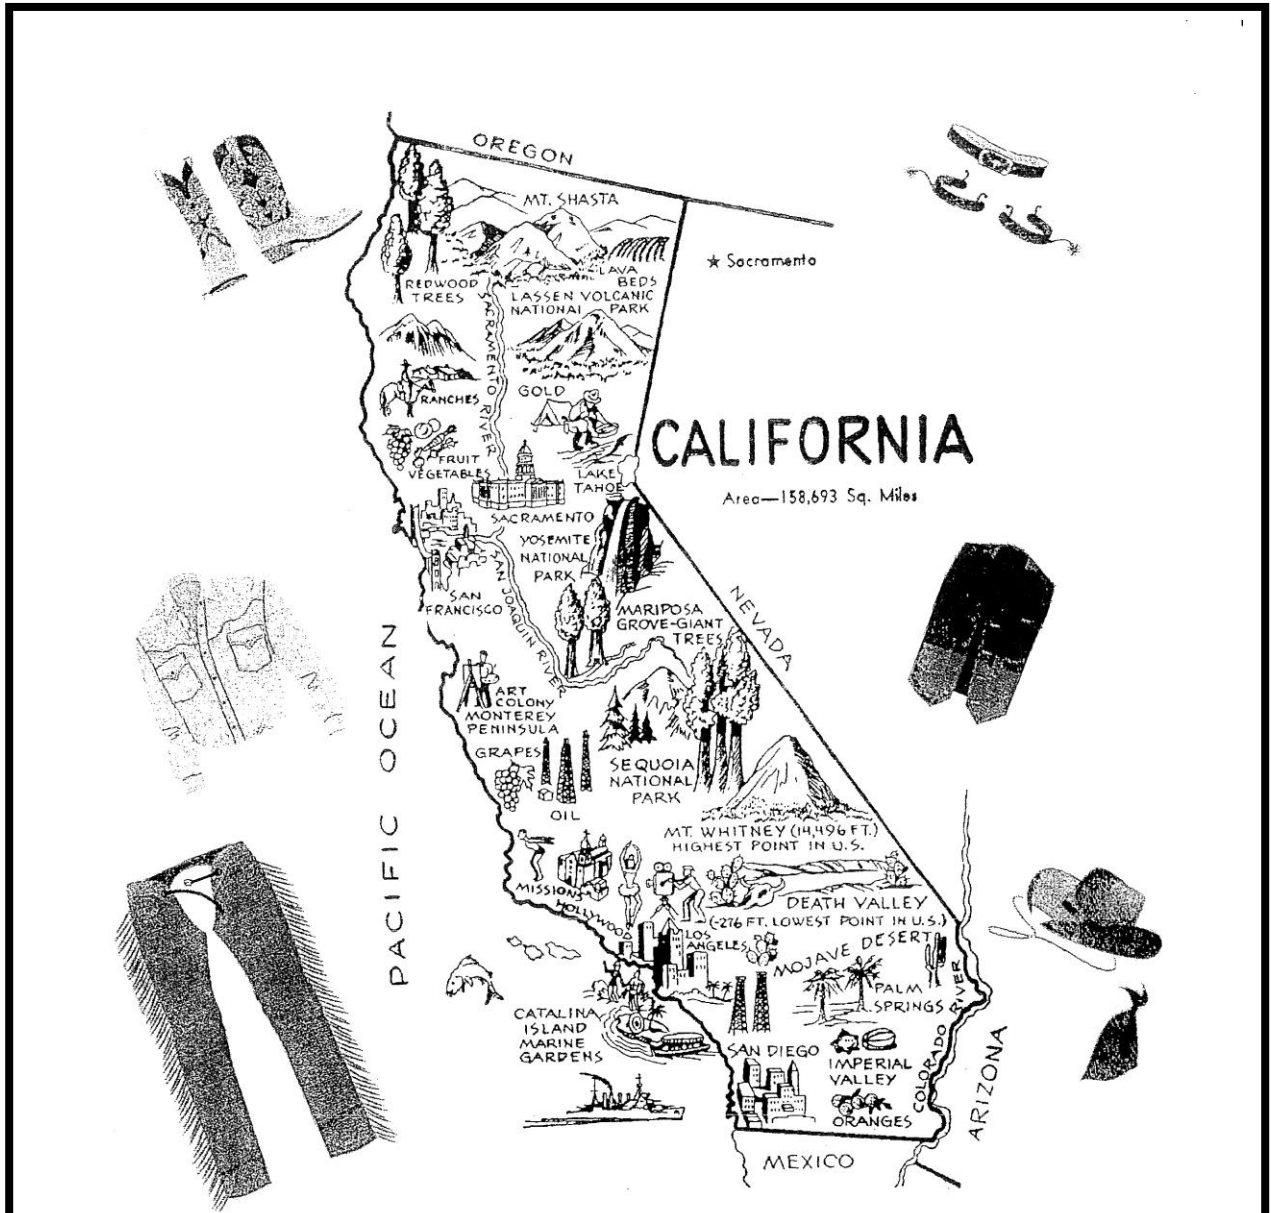 OREGON
MT. SHASTA
★ Sacramento
LAVA
BEDS
REDWOOD
TREES
SACRAMENTO RIVER
LASSEN VOLCANIC
NATIONAL PARK
RANCHES
GOLD
CALIFORNIA
FRUIT
VEGETABLES
LAKE
TAHOE
Area—158,693 Sq. Miles
SACRAMENTO
YOSEMITE
NATIONAL
PARK
SAN
FRANCISCO
SAN JOAQUIN RIVER
MARIPOSA
GROVE-GIANT
TREES
NEVADA
PACIFIC OCEAN
ART
COLONY
MONTEREY
PENINSULA
GRAPES
OIL
SEQUOIA
NATIONAL
PARK
MT. WHITNEY (14,496 FT.)
HIGHEST POINT IN U.S.
MISSIONS
HOLLYWOOD
DEATH VALLEY
(-276 FT. LOWEST POINT IN U.S.)
LOS
ANGELES
MOJAVE DESERT
PALM
SPRINGS
CATALINA
ISLAND
MARINE
GARDENS
SAN DIEGO
IMPERIAL
VALLEY
ORANGES
COLORADO RIVER
ARIZONA
MEXICO